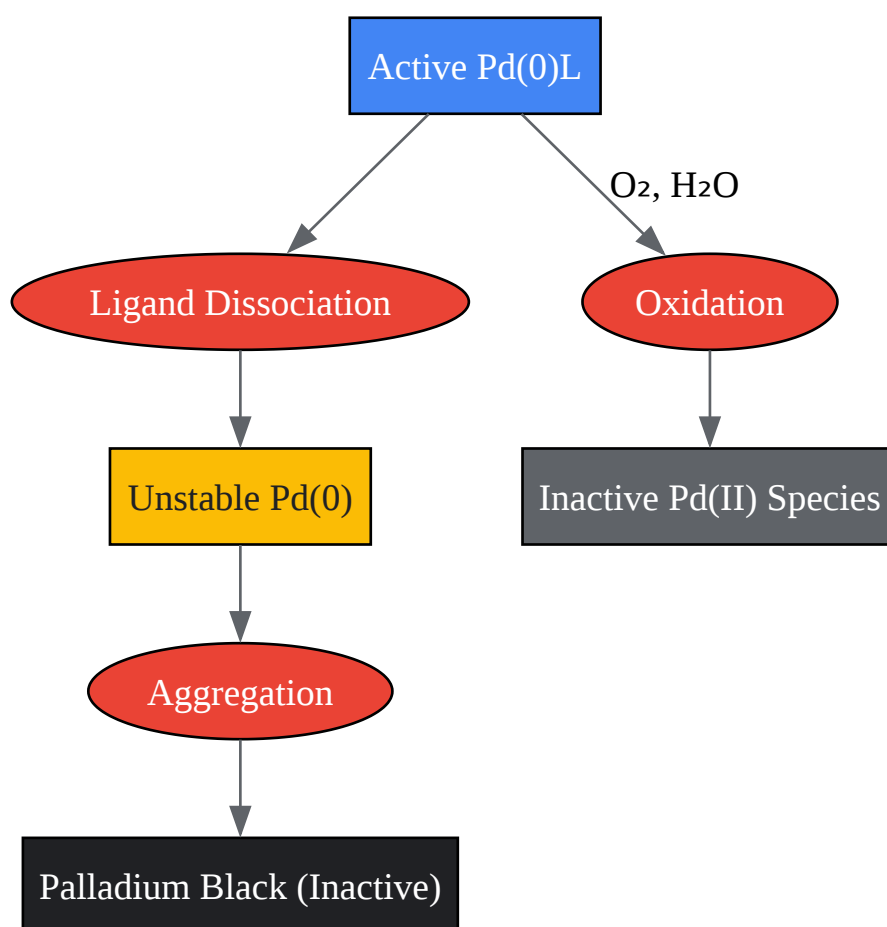 Active Pd(0)L
O₂, H₂O
Ligand Dissociation
Oxidation
Unstable Pd(0)
Inactive Pd(II) Species
Aggregation
Palladium Black (Inactive)